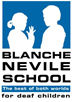 BLANCHE
NEVILE
SCHOOL
The best of both worlds
for deaf children